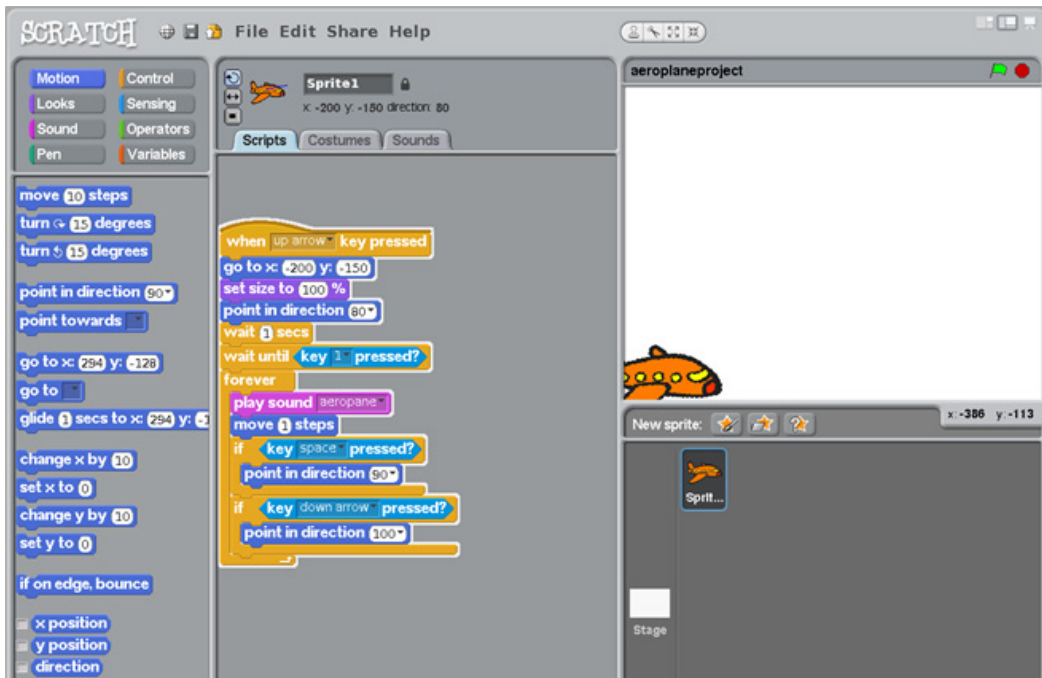 SCRATCH File Edit Share Help
Motion Control
Looks Sensing
Sound Operators
Pen Variables
move 10 steps
turn 15 degrees
turn 15 degrees
point in direction 90
point towards
go to x: 294 y: -128
go to
glide 1 secs to x: 294 y: -1
change x by 10
set x to 0
change y by 10
set y to 0
if on edge, bounce
x position
y position
direction
Sprite1
x: -200 y: -150 direction: 80
Scripts Costumes Sounds
when up arrow key pressed
go to x: -200 y: -150
set size to 100 %
point in direction 80
wait 1 secs
wait until key 1 pressed?
forever
play sound aeropane
move 1 steps
if key space pressed?
point in direction 90
if key down arrow pressed?
point in direction 100
aeroplaneproject
x: -386 y: -113
New sprite:
Sprit...
Stage